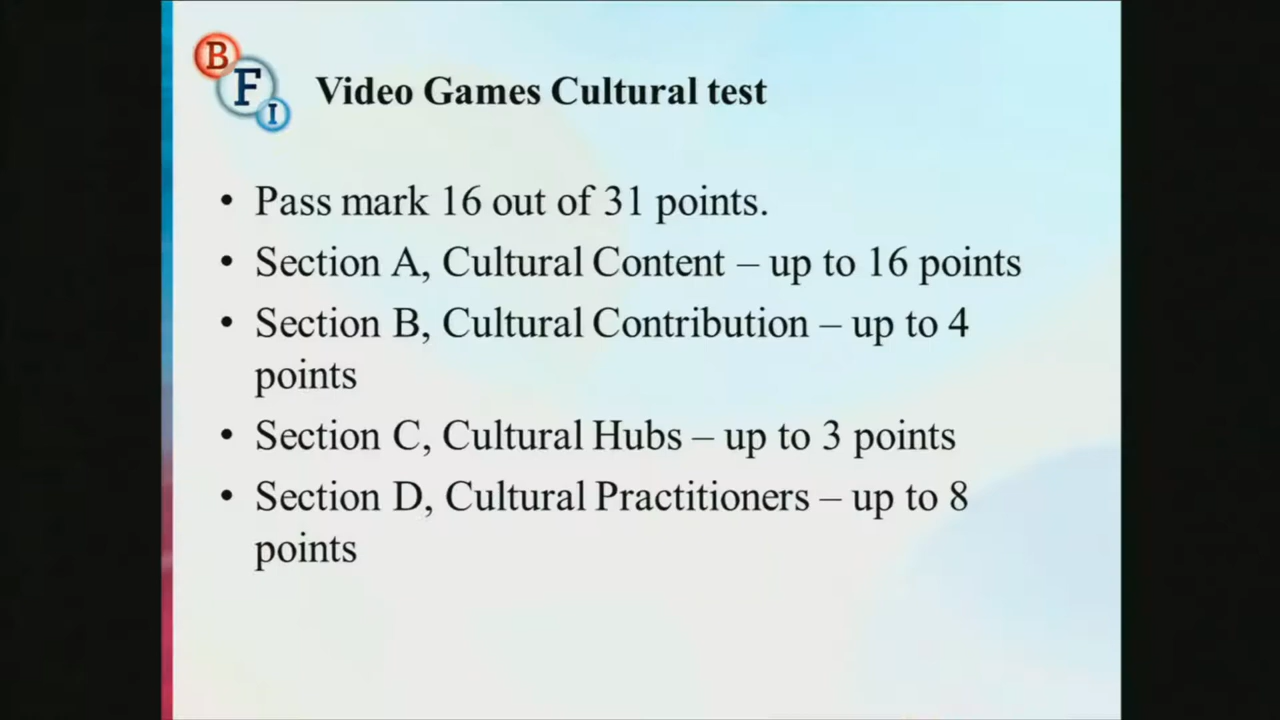 BFI
Video Games Cultural test
• Pass mark 16 out of 31 points.
• Section A, Cultural Content – up to 16 points
• Section B, Cultural Contribution – up to 4
points
• Section C, Cultural Hubs – up to 3 points
• Section D, Cultural Practitioners – up to 8
points